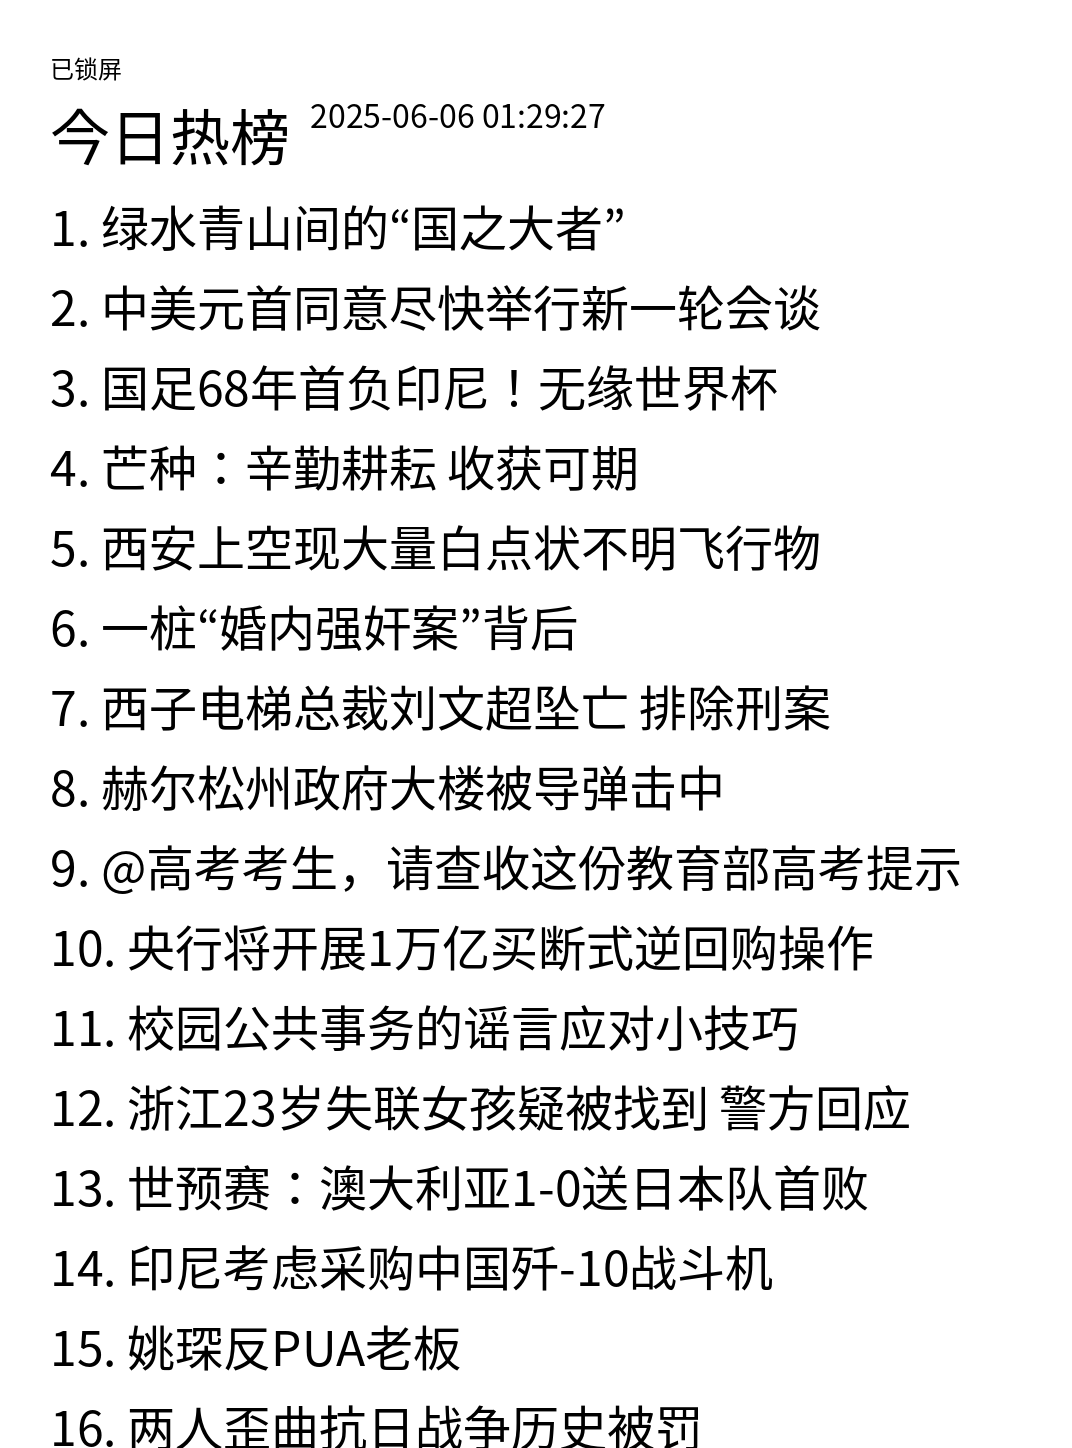 已锁屏
今日热榜 2025-06-06 01:29:27
1. 绿水青山间的“国之大者”
2. 中美元首同意尽快举行新一轮会谈
3. 国足68年首负印尼！无缘世界杯
4. 芒种：辛勤耕耘 收获可期
5. 西安上空现大量白点状不明飞行物
6. 一桩“婚内强奸案”背后
7. 西子电梯总裁刘文超坠亡 排除刑案
8. 赫尔松州政府大楼被导弹击中
9. @高考考生，请查收这份教育部高考提示
10. 央行将开展1万亿买断式逆回购操作
11. 校园公共事务的谣言应对小技巧
12. 浙江23岁失联女孩疑被找到 警方回应
13. 世预赛：澳大利亚1-0送日本队首败
14. 印尼考虑采购中国歼-10战斗机
15. 姚琛反PUA老板
16. 两人歪曲抗日战争历史被罚